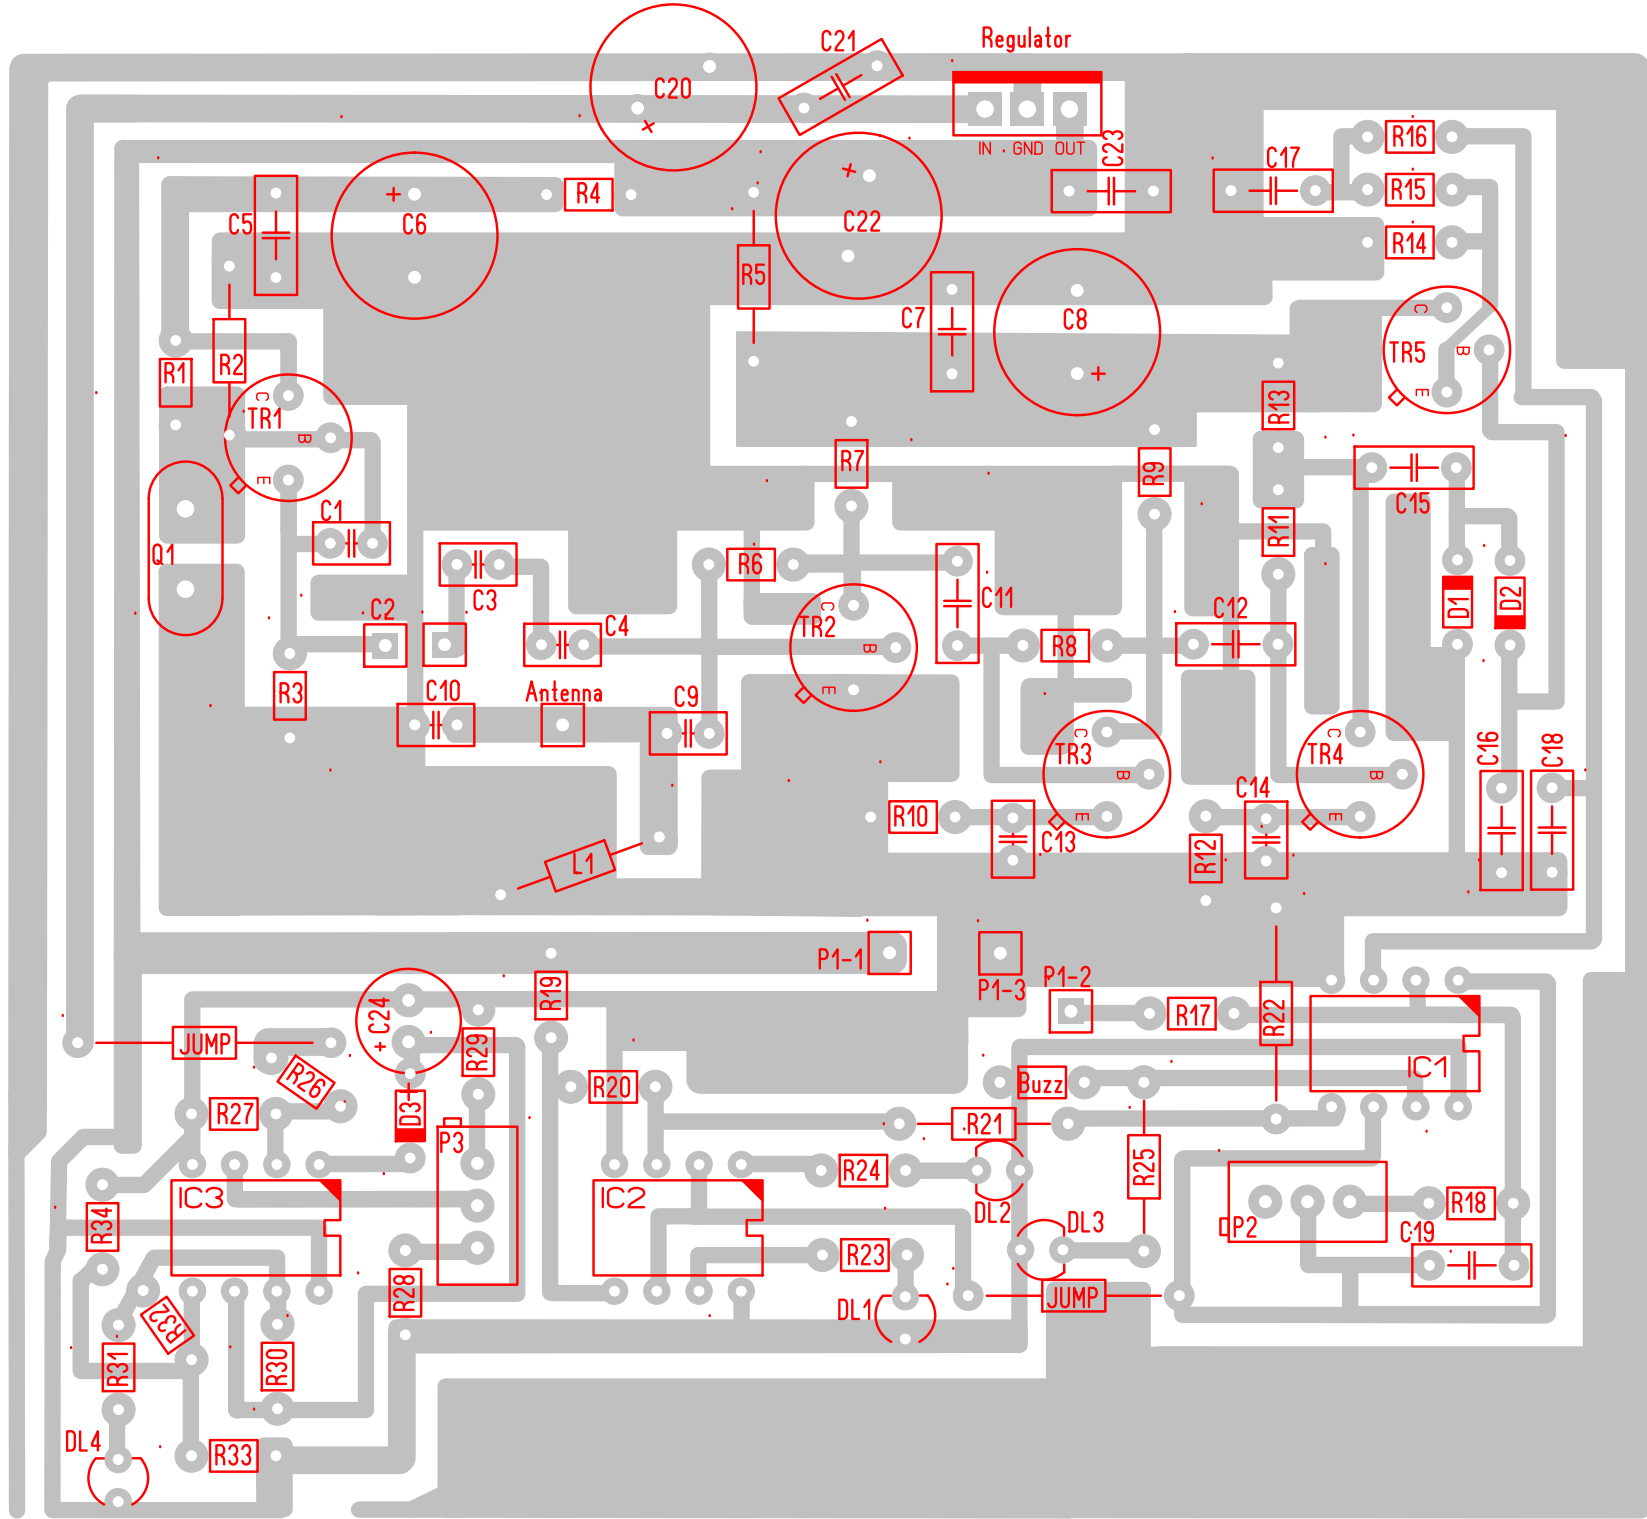 Regulator
C21
C20
+
IN . GND OUT
C23
R16
C17
R15
R4
+
C5
C6
+
C22
R14
R5
C7
C8
+
C
TR5
B
E
R1
R2
C
TR1
B
E
R13
R7
R9
C15
Q1
C1
R11
R6
C3
C2
C4
C11
C
TR2
B
E
R8
C12
D1
D2
R3
C10
Antenna
C9
C
TR3
B
E
C
TR4
B
E
C16
C18
C14
R10
C13
R12
L1
P1-1
P1-3
P1-2
R19
C24
+
R17
R22
JUMP
R29
IC1
R26
R20
Buzz
R27
D3
P3
R21
R24
R25
IC3
IC2
DL2
DL3
P2
R18
C19
R34
R23
R28
JUMP
DL1
R32
R31
R30
DL4
R33